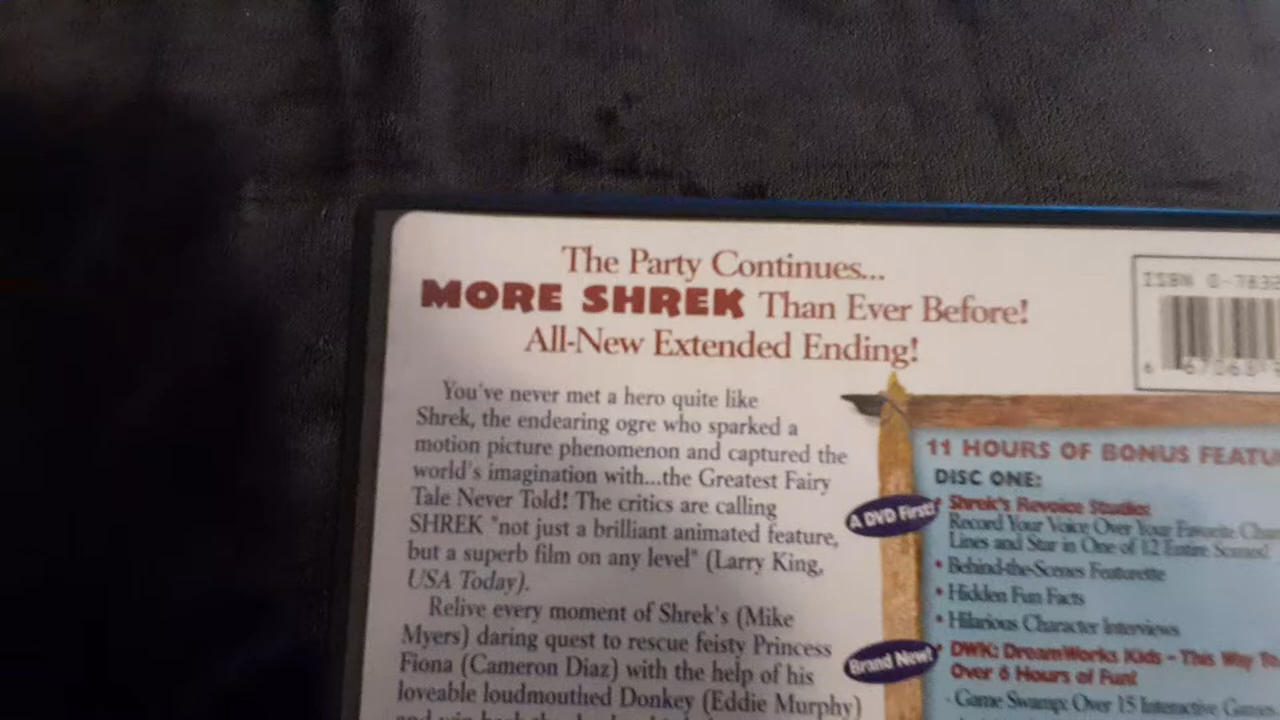 The Party Continues...
MORE SHREK Than Ever Before!
All-New Extended Ending!
ISBN 0-783
You've never met a hero quite like
Shrek, the endearing ogre who sparked a
motion picture phenomenon and captured the
world's imagination with...the Greatest Fairy
Tale Never Told! The critics are calling
SHREK "not just a brilliant animated feature,
but a superb film on any level" (Larry King,
USA Today).
Relive every moment of Shrek's (Mike
Myers) daring quest to rescue feisty Princess
Fiona (Cameron Diaz) with the help of his
loveable loudmouthed Donkey (Eddie Murphy)
11 HOURS OF BONUS FEATU
DISC ONE:
A DVD First!
Shrek's Revoice Studio:
Record Your Voice Over Your Favorite Cha
Lines and Star in One of 12 Entire Scenes!
• Behind-the-Scenes Featurette
• Hidden Fun Facts
• Hilarious Character Interviews
Brand New!
DWK: DreamWorks Kids - This Way To
Over 6 Hours of Fun!
- Game Swamp: Over 15 Interactive Games